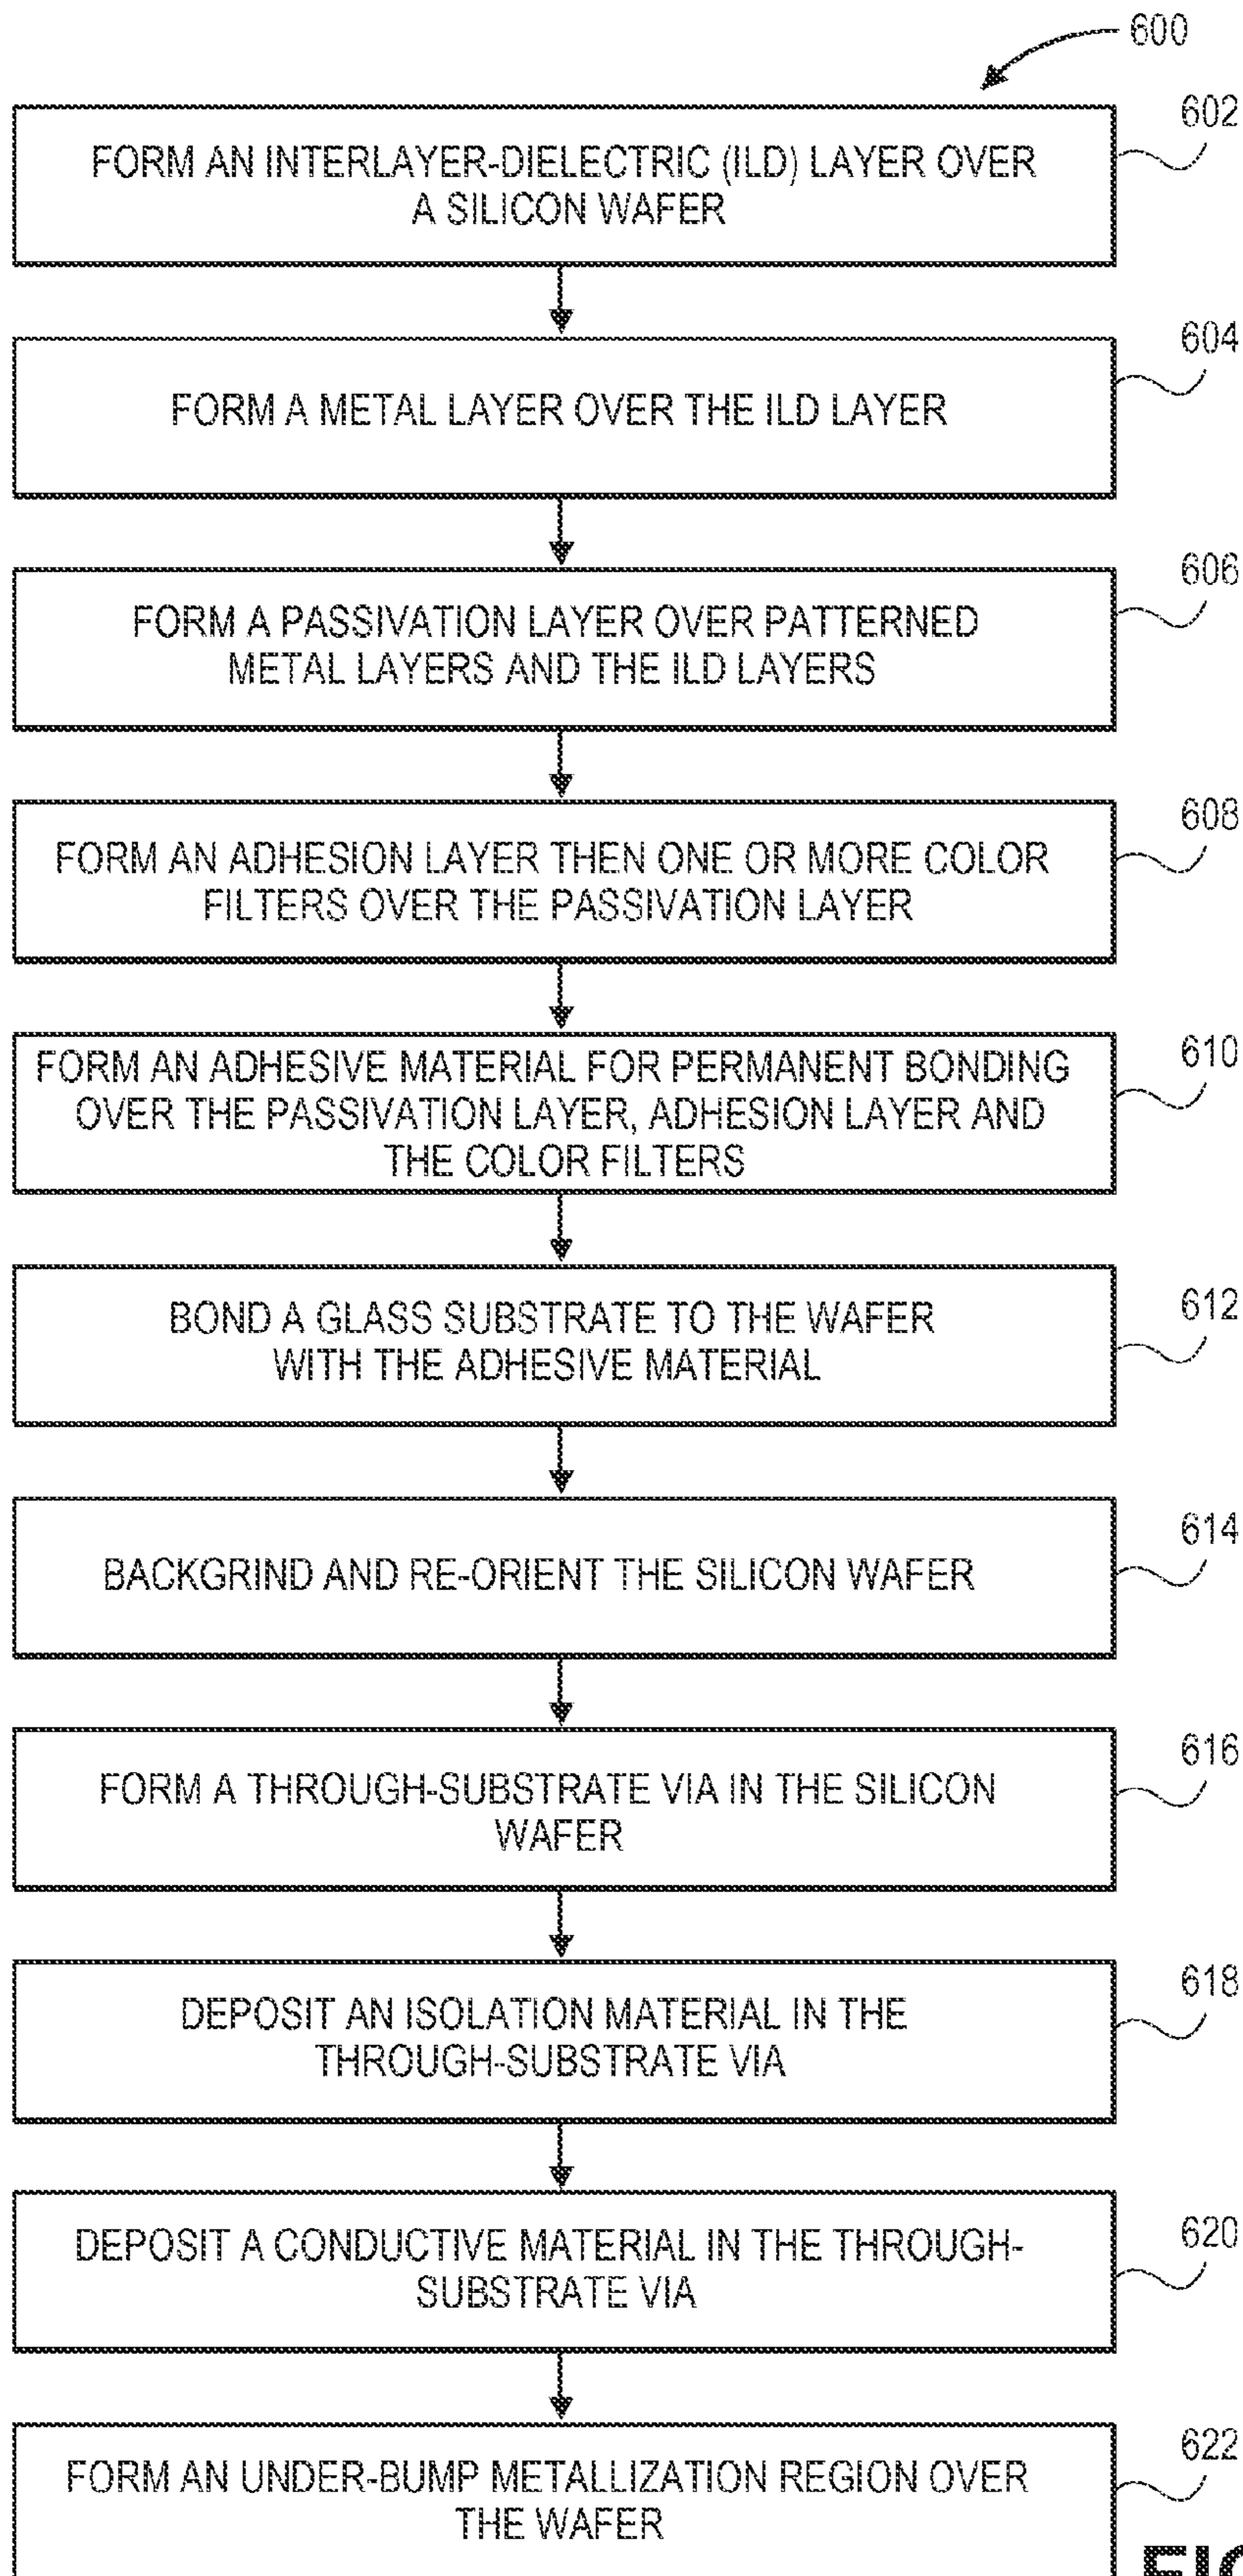 600
602
FORM AN INTERLAYER-DIELECTRIC (ILD) LAYER OVER
A SILICON WAFER
604
FORM A METAL LAYER OVER THE ILD LAYER
606
FORM A PASSIVATION LAYER OVER PATTERNED
METAL LAYERS AND THE ILD LAYERS
608
FORM AN ADHESION LAYER THEN ONE OR MORE COLOR
FILTERS OVER THE PASSIVATION LAYER
610
FORM AN ADHESIVE MATERIAL FOR PERMANENT BONDING
OVER THE PASSIVATION LAYER, ADHESION LAYER AND
THE COLOR FILTERS
612
BOND A GLASS SUBSTRATE TO THE WAFER
WITH THE ADHESIVE MATERIAL
614
BACKGRIND AND RE-ORIENT THE SILICON WAFER
616
FORM A THROUGH-SUBSTRATE VIA IN THE SILICON
WAFER
618
DEPOSIT AN ISOLATION MATERIAL IN THE
THROUGH-SUBSTRATE VIA
620
DEPOSIT A CONDUCTIVE MATERIAL IN THE THROUGH-
SUBSTRATE VIA
622
FORM AN UNDER-BUMP METALLIZATION REGION OVER
THE WAFER